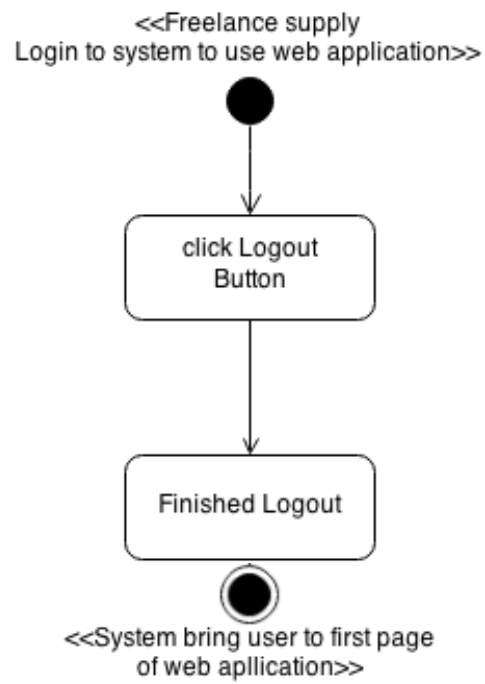 <<Freelance supply
Login to system to use web application>>
click Logout
Button
Finished Logout
<<System bring user to first page
of web apllication>>